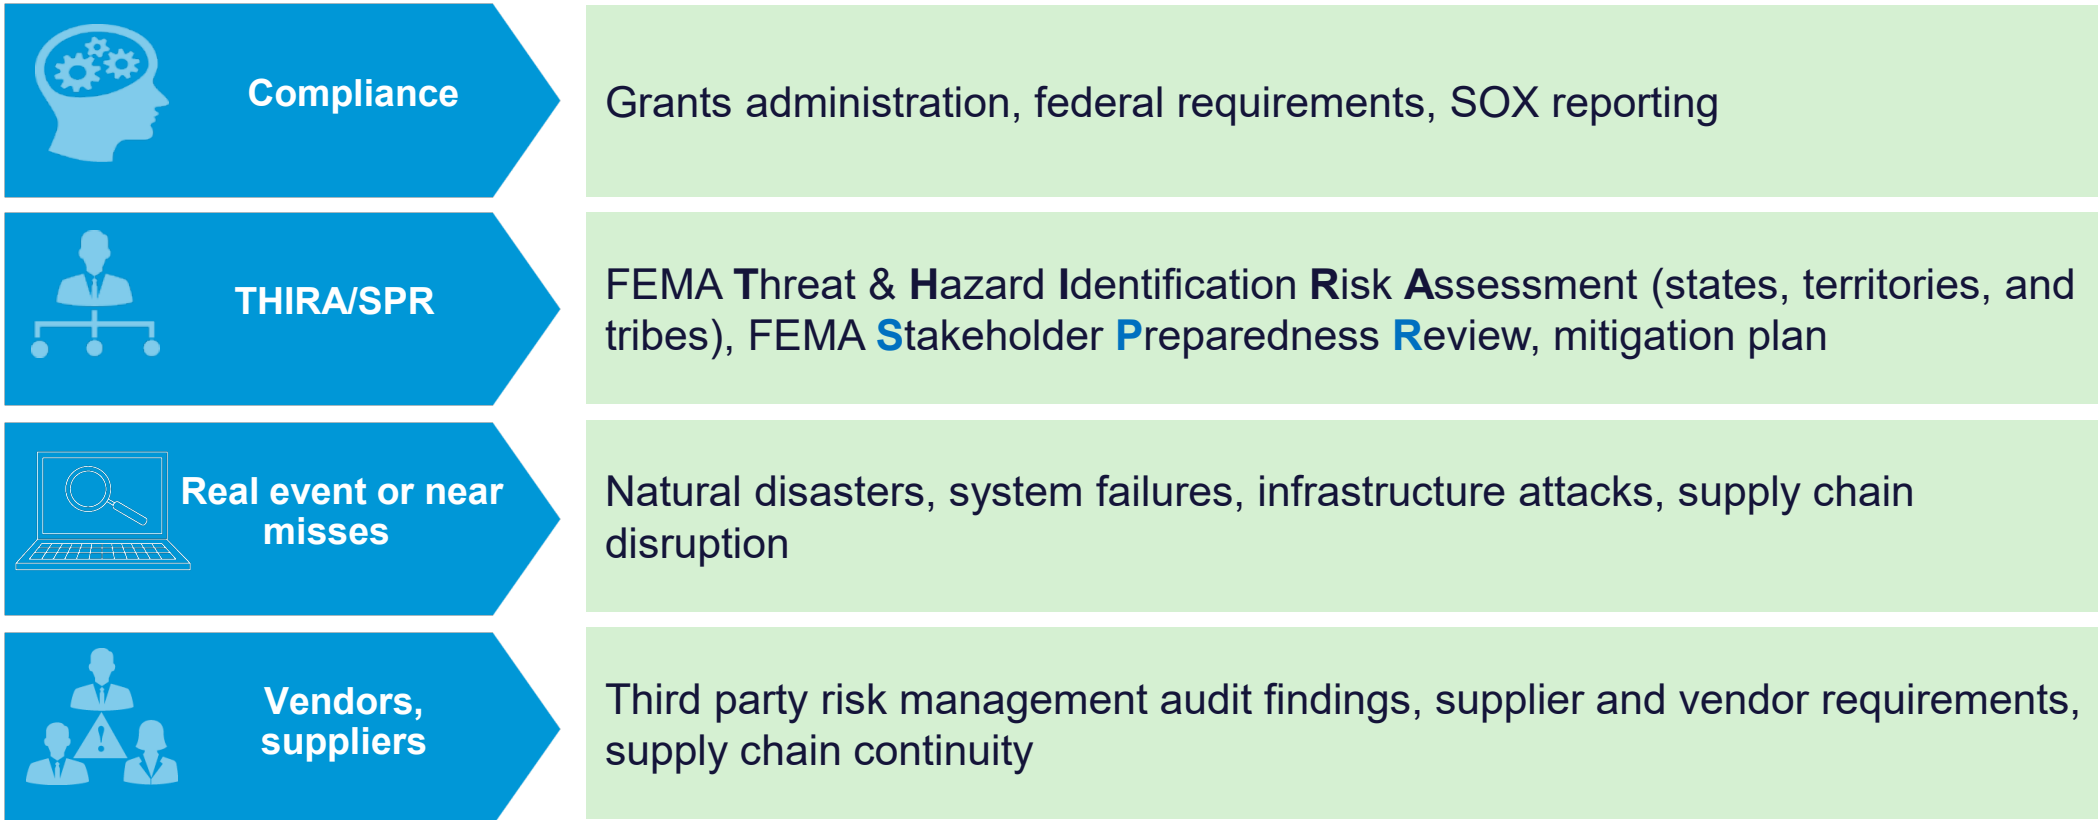 Compliance
Grants administration, federal requirements, SOX reporting
THIRA/SPR
FEMA Threat & Hazard Identification Risk Assessment (states, territories, and
tribes), FEMA Stakeholder Preparedness Review, mitigation plan
Real event or near
misses
Natural disasters, system failures, infrastructure attacks, supply chain
disruption
Vendors,
suppliers
Third party risk management audit findings, supplier and vendor requirements,
supply chain continuity